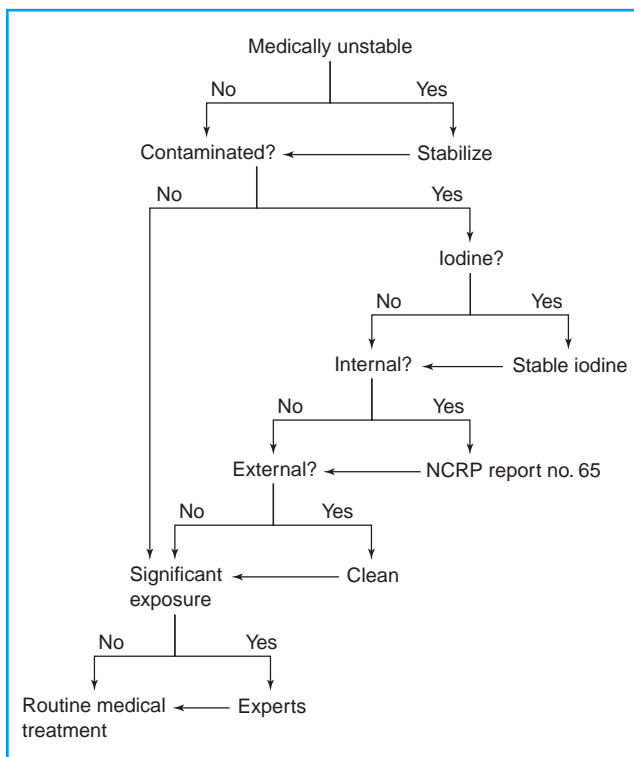 Medically unstable
No Yes
Contaminated? Stabilize
No Yes
Iodine?
No Yes
Internal? Stable iodine
No Yes
External? NCRP report no. 65
No Yes
Significant
exposure
Clean
No Yes
Routine medical
treatment
Experts